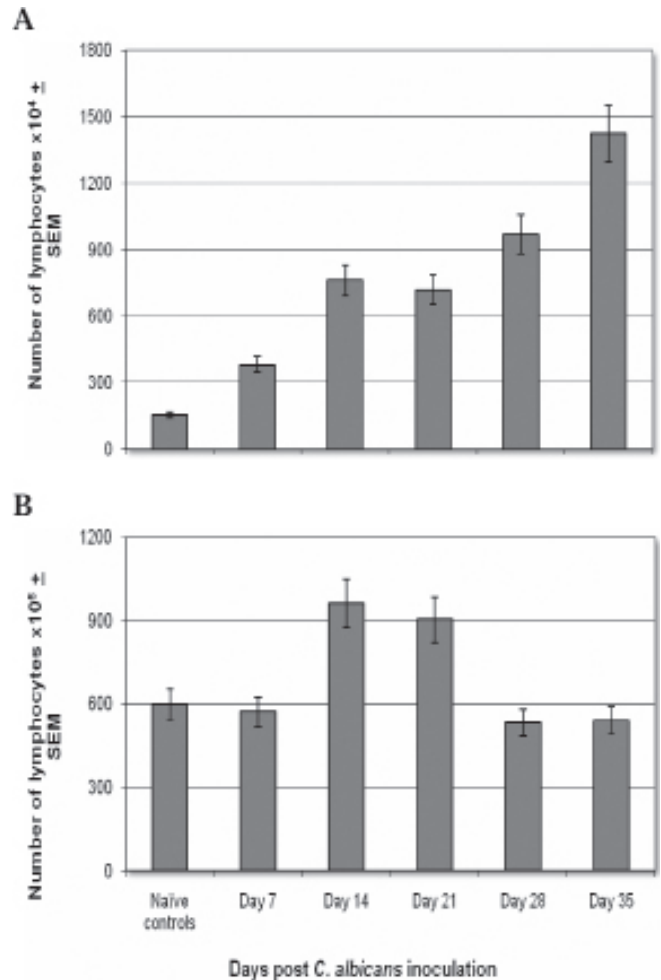 A
1800
1500
1200
900
600
300
0
Number of lymphocytes x10⁴ ±
SEM
B
1200
900
600
300
0
Number of lymphocytes x10⁵ ±
SEM
Naïve
controls
Day 7
Day 14
Day 21
Day 28
Day 35
Days post C. albicans inoculation